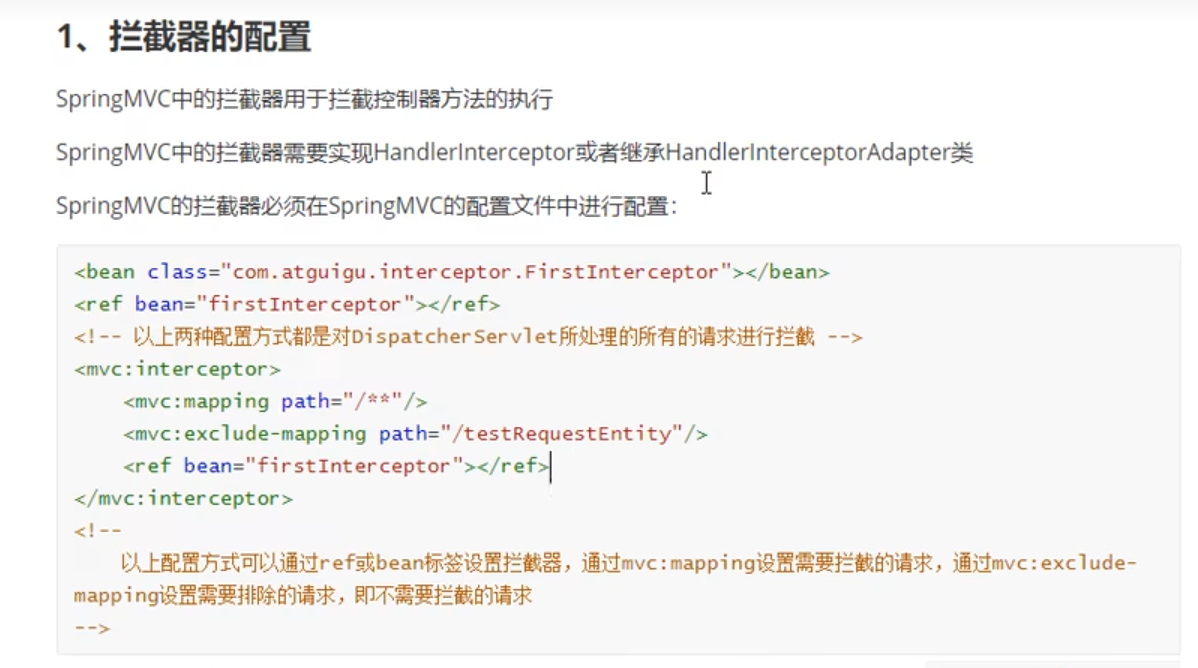 1、拦截器的配置
SpringMVC中的拦截器用于拦截控制器方法的执行
SpringMVC中的拦截器需要实现HandlerInterceptor或者继承HandlerInterceptorAdapter类
SpringMVC的拦截器必须在SpringMVC的配置文件中进行配置：
<bean class="com.atguigu.interceptor.FirstInterceptor"></bean>
<ref bean="firstInterceptor"></ref>
<!-- 以上两种配置方式都是对DispatcherServlet所处理的所有的请求进行拦截 -->
<mvc:interceptor>
    <mvc:mapping path="/**"/>
    <mvc:exclude-mapping path="/testRequestEntity"/>
    <ref bean="firstInterceptor"></ref>
</mvc:interceptor>
<!--
    以上配置方式可以通过ref或bean标签设置拦截器，通过mvc:mapping设置需要拦截的请求，通过mvc:exclude-
mapping设置需要排除的请求，即不需要拦截的请求
-->